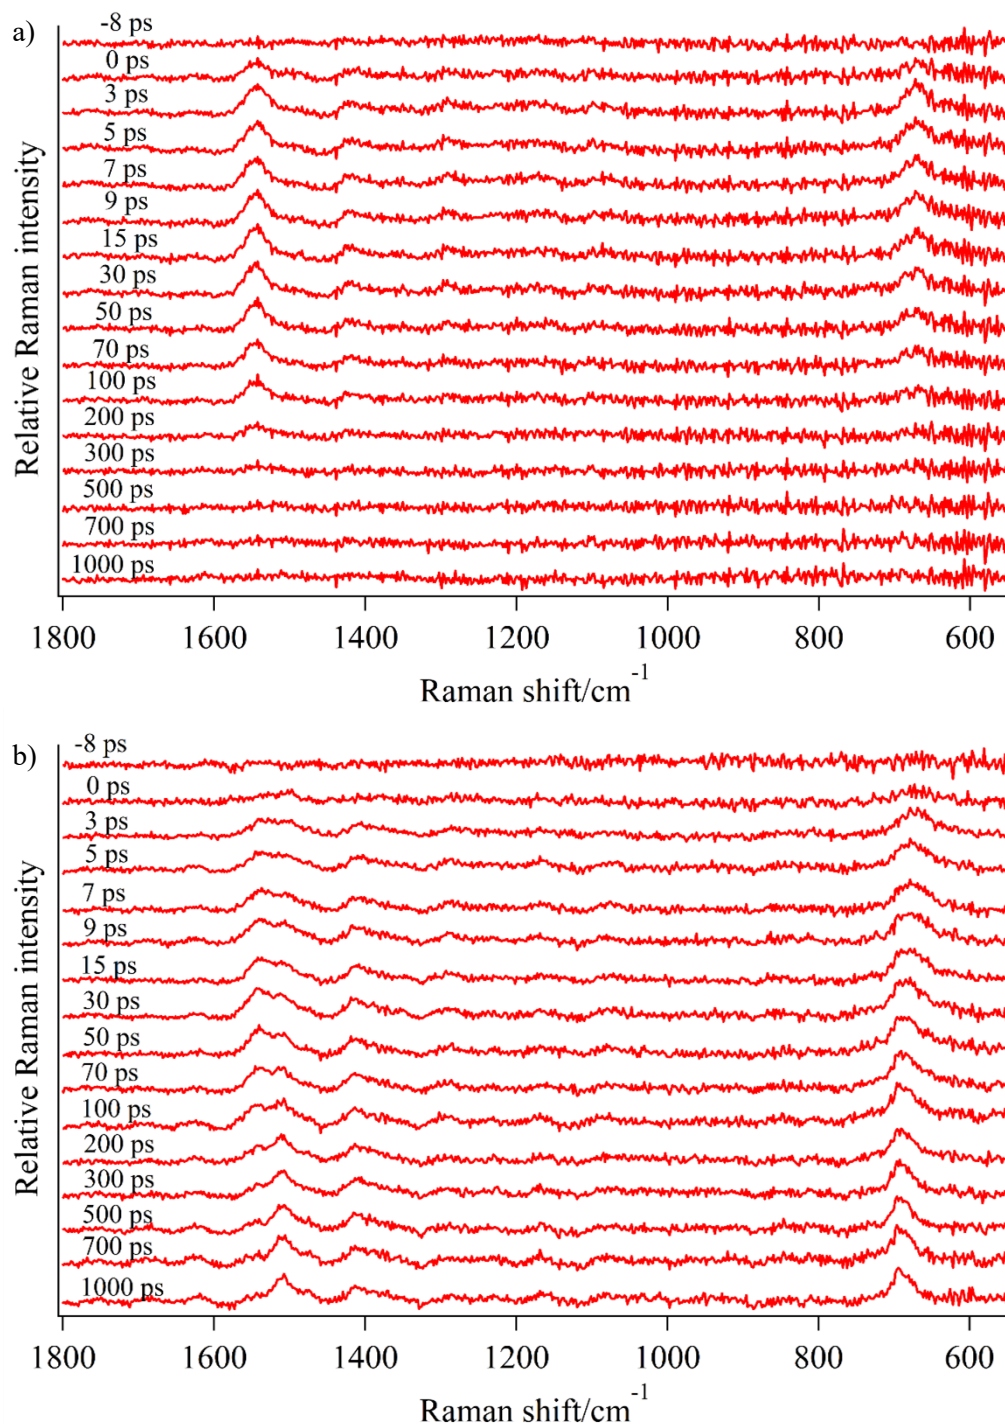 a)
-8 ps
0 ps
3 ps
5 ps
7 ps
9 ps
15 ps
30 ps
50 ps
70 ps
100 ps
200 ps
300 ps
500 ps
700 ps
1000 ps
Relative Raman intensity
1800 1600 1400 1200 1000 800 600
Raman shift/cm-1
b)
-8 ps
0 ps
3 ps
5 ps
7 ps
9 ps
15 ps
30 ps
50 ps
70 ps
100 ps
200 ps
300 ps
500 ps
700 ps
1000 ps
Relative Raman intensity
1800 1600 1400 1200 1000 800 600
Raman shift/cm-1